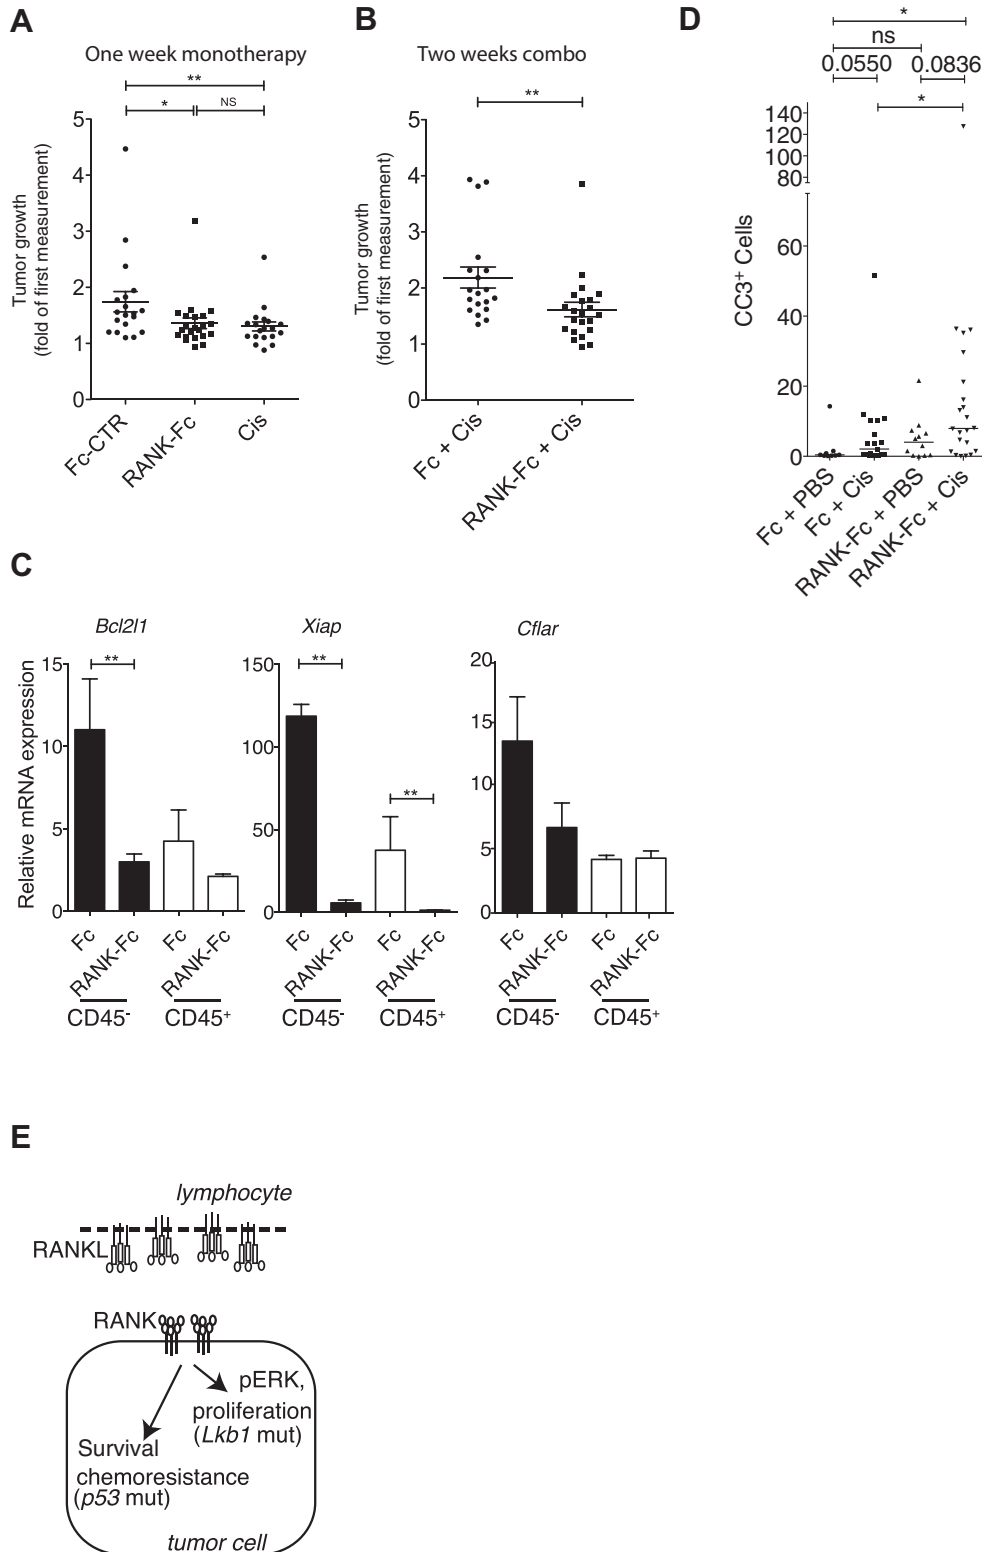 A
One week monotherapy
**
* NS
Tumor growth
(fold of first measurement)
5
4
3
2
1
0
Fc-CTR
RANK-Fc
Cis
B
Two weeks combo
**
Tumor growth
(fold of first measurement)
5
4
3
2
1
0
Fc + Cis
RANK-Fc + Cis
D
*
ns
0.0550 0.0836
*
CC3+ Cells
140
120
100
80
60
40
20
0
Fc + PBS
Fc + Cis
RANK-Fc + PBS
RANK-Fc + Cis
C
Relative mRNA expression
Bcl2l1
**
15
10
5
0
Fc
RANK-Fc
Fc
RANK-Fc
CD45- CD45+
Xiap
**
**
150
100
50
0
Fc
RANK-Fc
Fc
RANK-Fc
CD45- CD45+
Cflar
20
15
10
5
0
Fc
RANK-Fc
Fc
RANK-Fc
CD45- CD45+
E
lymphocyte
RANKL
RANK
pERK,
proliferation
(Lkb1 mut)
Survival
chemoresistance
(p53 mut)
tumor cell